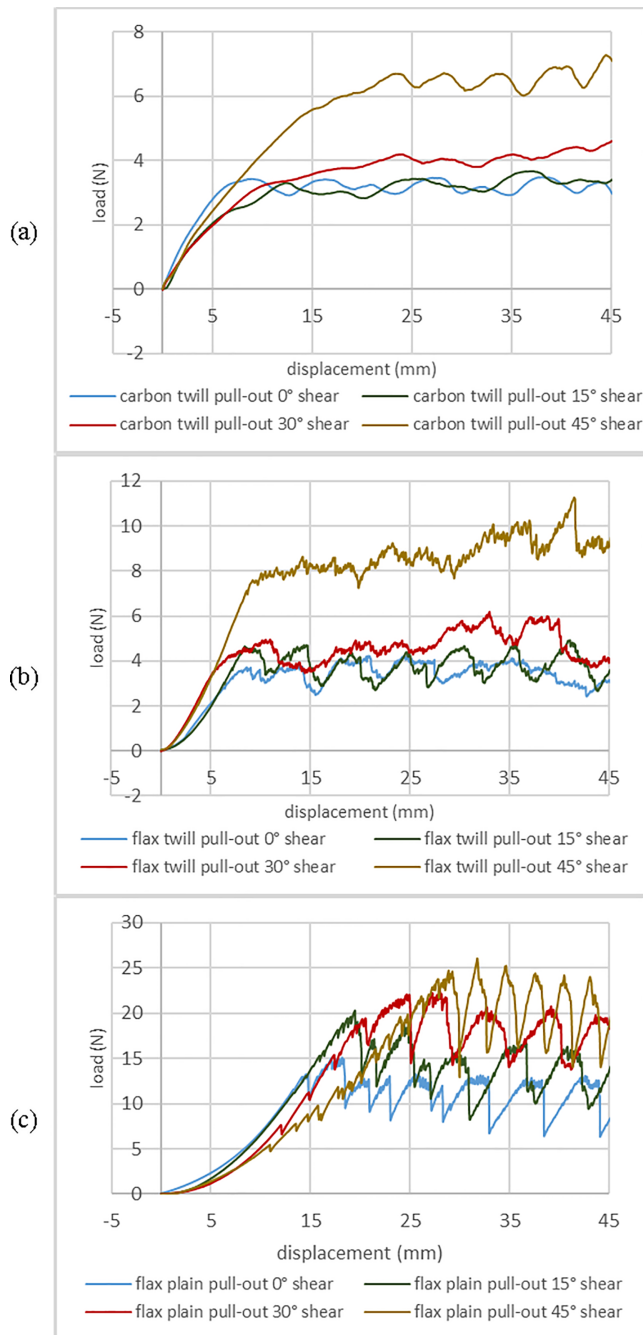 (a)
8
6
4
2
0
-2
load (N)
-5 5 15 25 35 45
displacement (mm)
carbon twill pull-out 0° shear carbon twill pull-out 15° shear
carbon twill pull-out 30° shear carbon twill pull-out 45° shear
(b)
12
10
8
6
4
2
0
-2
load (N)
-5 5 15 25 35 45
displacement (mm)
flax twill pull-out 0° shear flax twill pull-out 15° shear
flax twill pull-out 30° shear flax twill pull-out 45° shear
(c)
30
25
20
15
10
5
0
load (N)
-5 5 15 25 35 45
displacement (mm)
flax plain pull-out 0° shear flax plain pull-out 15° shear
flax plain pull-out 30° shear flax plain pull-out 45° shear